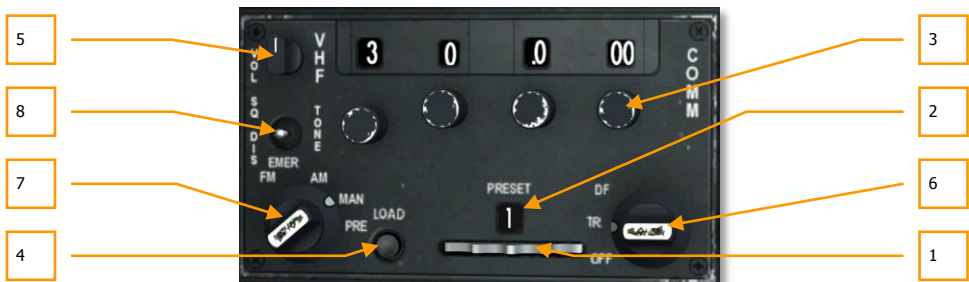 5
8
7
4
3
2
6
1
VHF
COMM
3 0 .0 00
VOL
SQ DIS
TONE
EMER
FM
AM
MAN
PRE
LOAD
PRESET
1
DF
TR
OFF